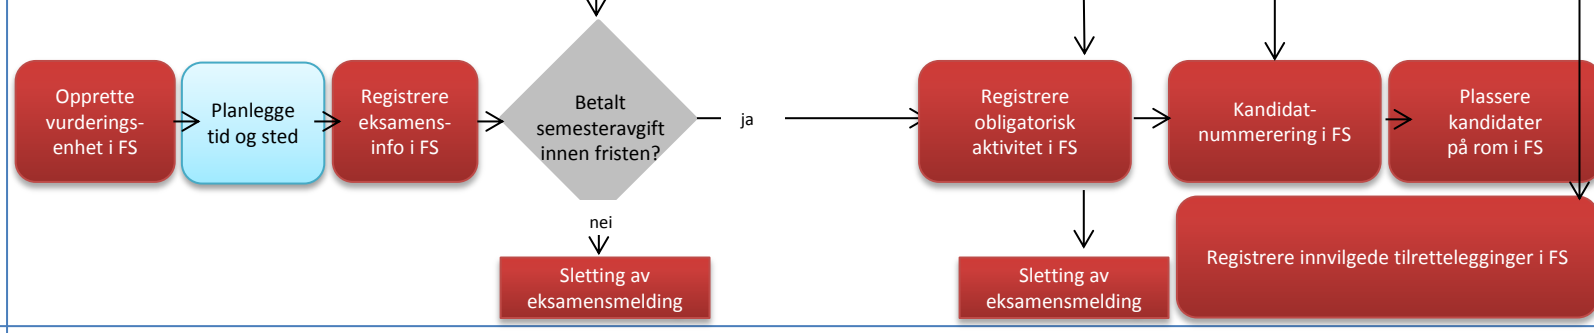 Opprette
vurderings-
enhet i FS
Planlegge
tid og sted
Registrere
eksamens-
info i FS
Betalt
semesteravgift
innen fristen?
ja
nei
Sletting av
eksamensmelding
Registrere
obligatorisk
aktivitet i FS
Sletting av
eksamensmelding
Kandidat-
nummerering i FS
Plassere
kandidater
på rom i FS
Registrere innvilgede tilrettelegginger i FS